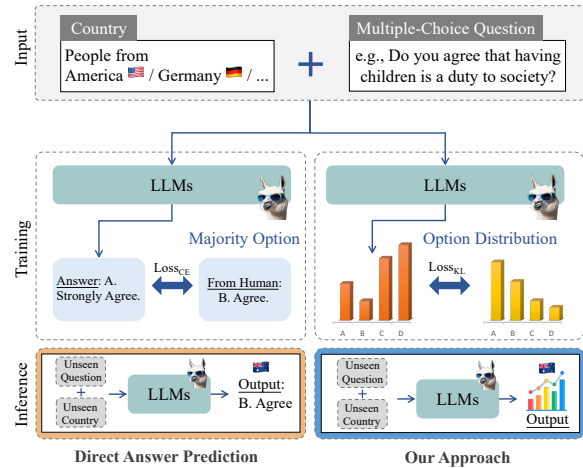 Input
Country
People from
America / Germany / ...
Multiple-Choice Question
e.g., Do you agree that having
children is a duty to society?
Training
LLMs
Majority Option
Answer: A.
Strongly Agree.
LossCE
From Human:
B. Agree.
LLMs
Option Distribution
LossKL
A B C D
A B C D
Inference
Unseen
Question
+
Unseen
Country
LLMs
Output:
B. Agree
Unseen
Question
+
Unseen
Country
LLMs
Output
Direct Answer Prediction
Our Approach